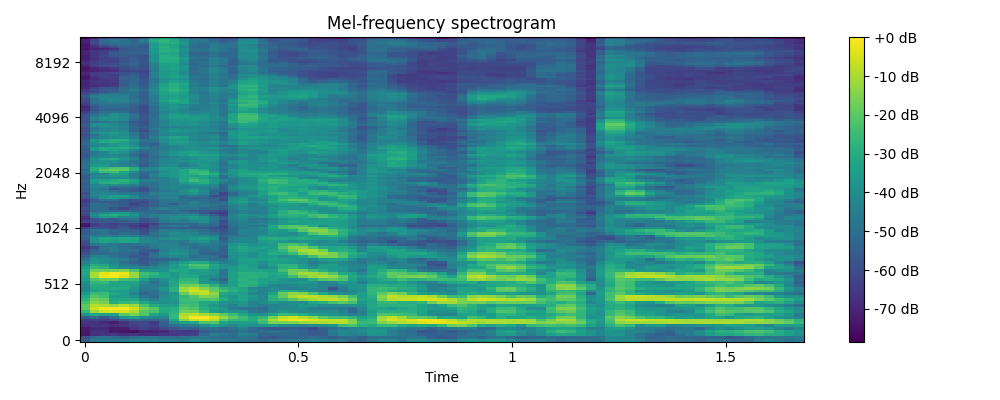 Mel-frequency spectrogram
8192
4096
2048
1024
512
0
Hz
0
0.5
1
1.5
Time
+0 dB
-10 dB
-20 dB
-30 dB
-40 dB
-50 dB
-60 dB
-70 dB